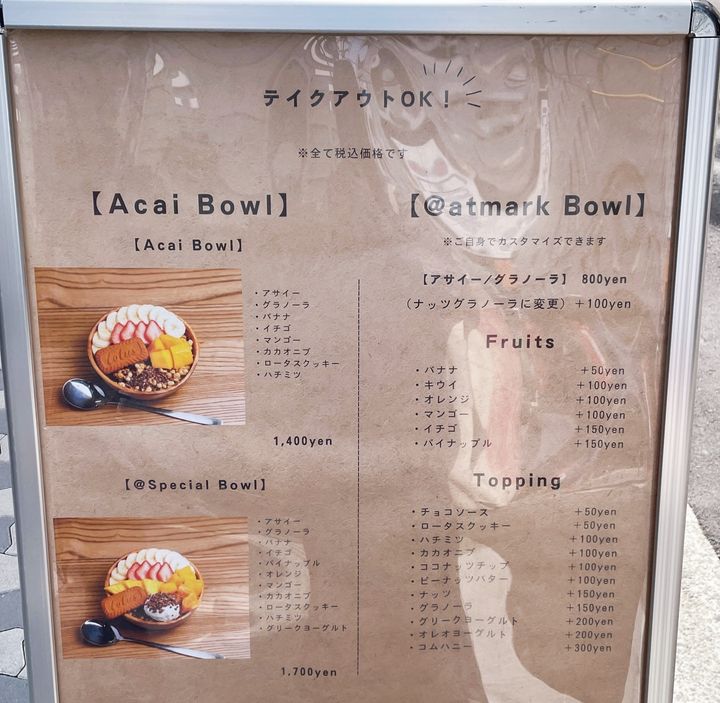 テイクアウトOK！
※全て税込価格です
【Acai Bowl】
【Acai Bowl】
・アサイー
・グラノーラ
・バナナ
・イチゴ
・マンゴー
・カカオニブ
・ロータスクッキー
・ハチミツ
Lotus
1,400yen
【@Special Bowl】
・アサイー
・グラノーラ
・バナナ
・イチゴ
・パイナップル
・オレンジ
・マンゴー
・カカオニブ
・ロータスクッキー
・ハチミツ
・グリークヨーグルト
1,700yen
【@atmark Bowl】
※ご自身でカスタマイズできます
【アサイー/グラノーラ】 800yen
（ナッツグラノーラに変更）＋100yen
Fruits
・バナナ ＋50yen
・キウイ ＋100yen
・オレンジ ＋100yen
・マンゴー ＋100yen
・イチゴ ＋150yen
・パイナップル ＋150yen
Topping
・チョコソース ＋50yen
・ロータスクッキー ＋50yen
・ハチミツ ＋100yen
・カカオニブ ＋100yen
・ココナッツチップ ＋100yen
・ピーナッツバター ＋100yen
・ナッツ ＋150yen
・グラノーラ ＋150yen
・グリークヨーグルト ＋200yen
・オレオヨーグルト ＋200yen
・コムハニー ＋300yen